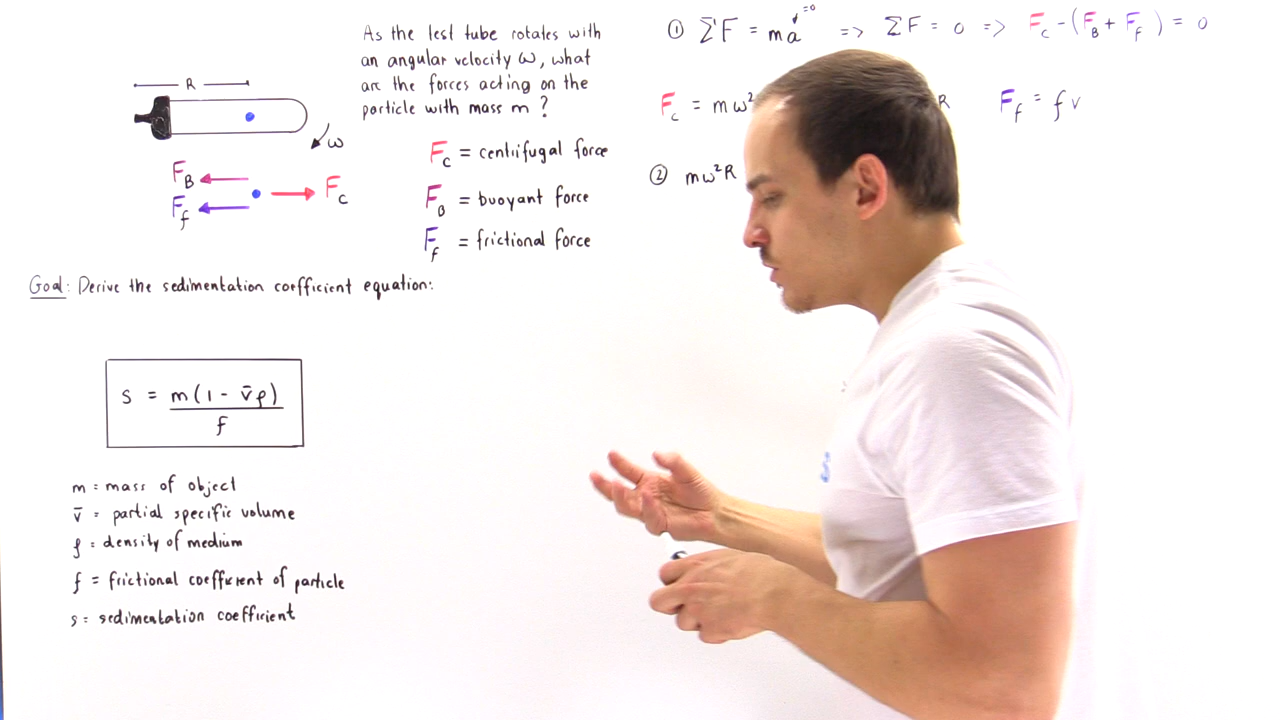 As the test tube rotates with
an angular velocity ω, what
are the forces acting on the
particle with mass m ?
R
ω
F_B
F_f
F_c
F_c = centrifugal force
F_B = buoyant force
F_f = frictional force
Goal: Derive the sedimentation coefficient equation:
s = m(1 - v̄ρ)
f
m = mass of object
v̄ = partial specific volume
ρ = density of medium
f = frictional coefficient of particle
s = sedimentation coefficient
① ΣF = ma =0 => ΣF = 0 => F_c - (F_B + F_f) = 0
F_c = mω² R F_f = fv
② mω²R